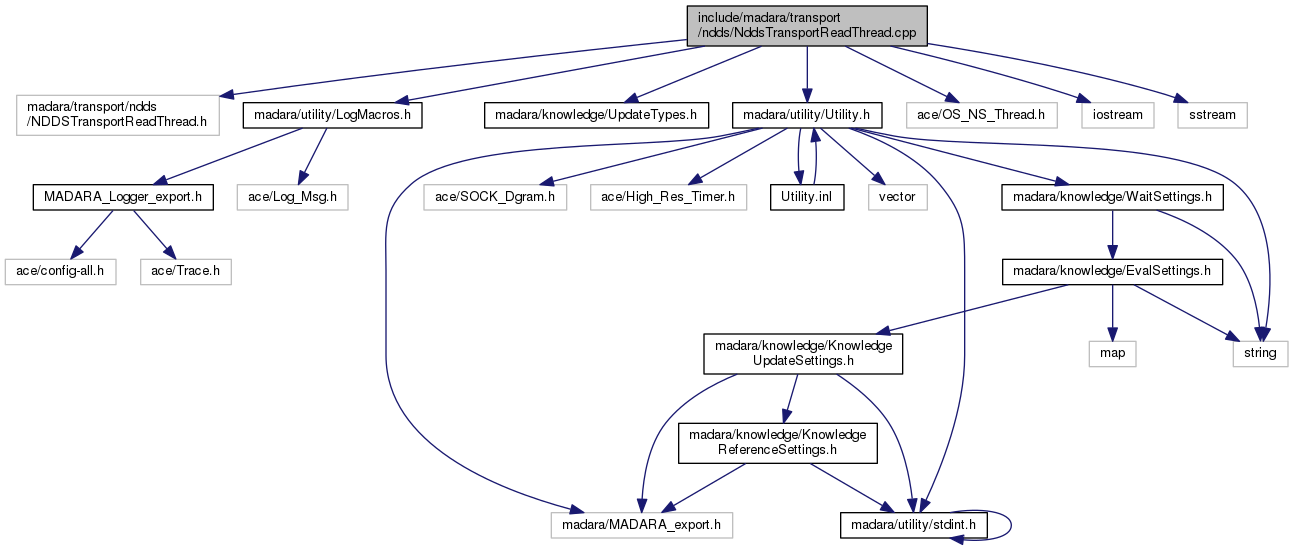 include/madara/transport
/ndds/NddsTransportReadThread.cpp
madara/transport/ndds
/NDDSTransportReadThread.h
madara/utility/LogMacros.h
madara/knowledge/UpdateTypes.h
madara/utility/Utility.h
ace/OS_NS_Thread.h
iostream
sstream
MADARA_Logger_export.h
ace/Log_Msg.h
ace/SOCK_Dgram.h
ace/High_Res_Timer.h
Utility.inl
vector
madara/knowledge/WaitSettings.h
ace/config-all.h
ace/Trace.h
madara/knowledge/EvalSettings.h
madara/knowledge/Knowledge
UpdateSettings.h
map
string
madara/knowledge/Knowledge
ReferenceSettings.h
madara/MADARA_export.h
madara/utility/stdint.h